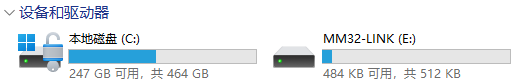 设备和驱动器
本地磁盘 (C:)
247 GB 可用，共 464 GB
MM32-LINK (E:)
484 KB 可用，共 512 KB